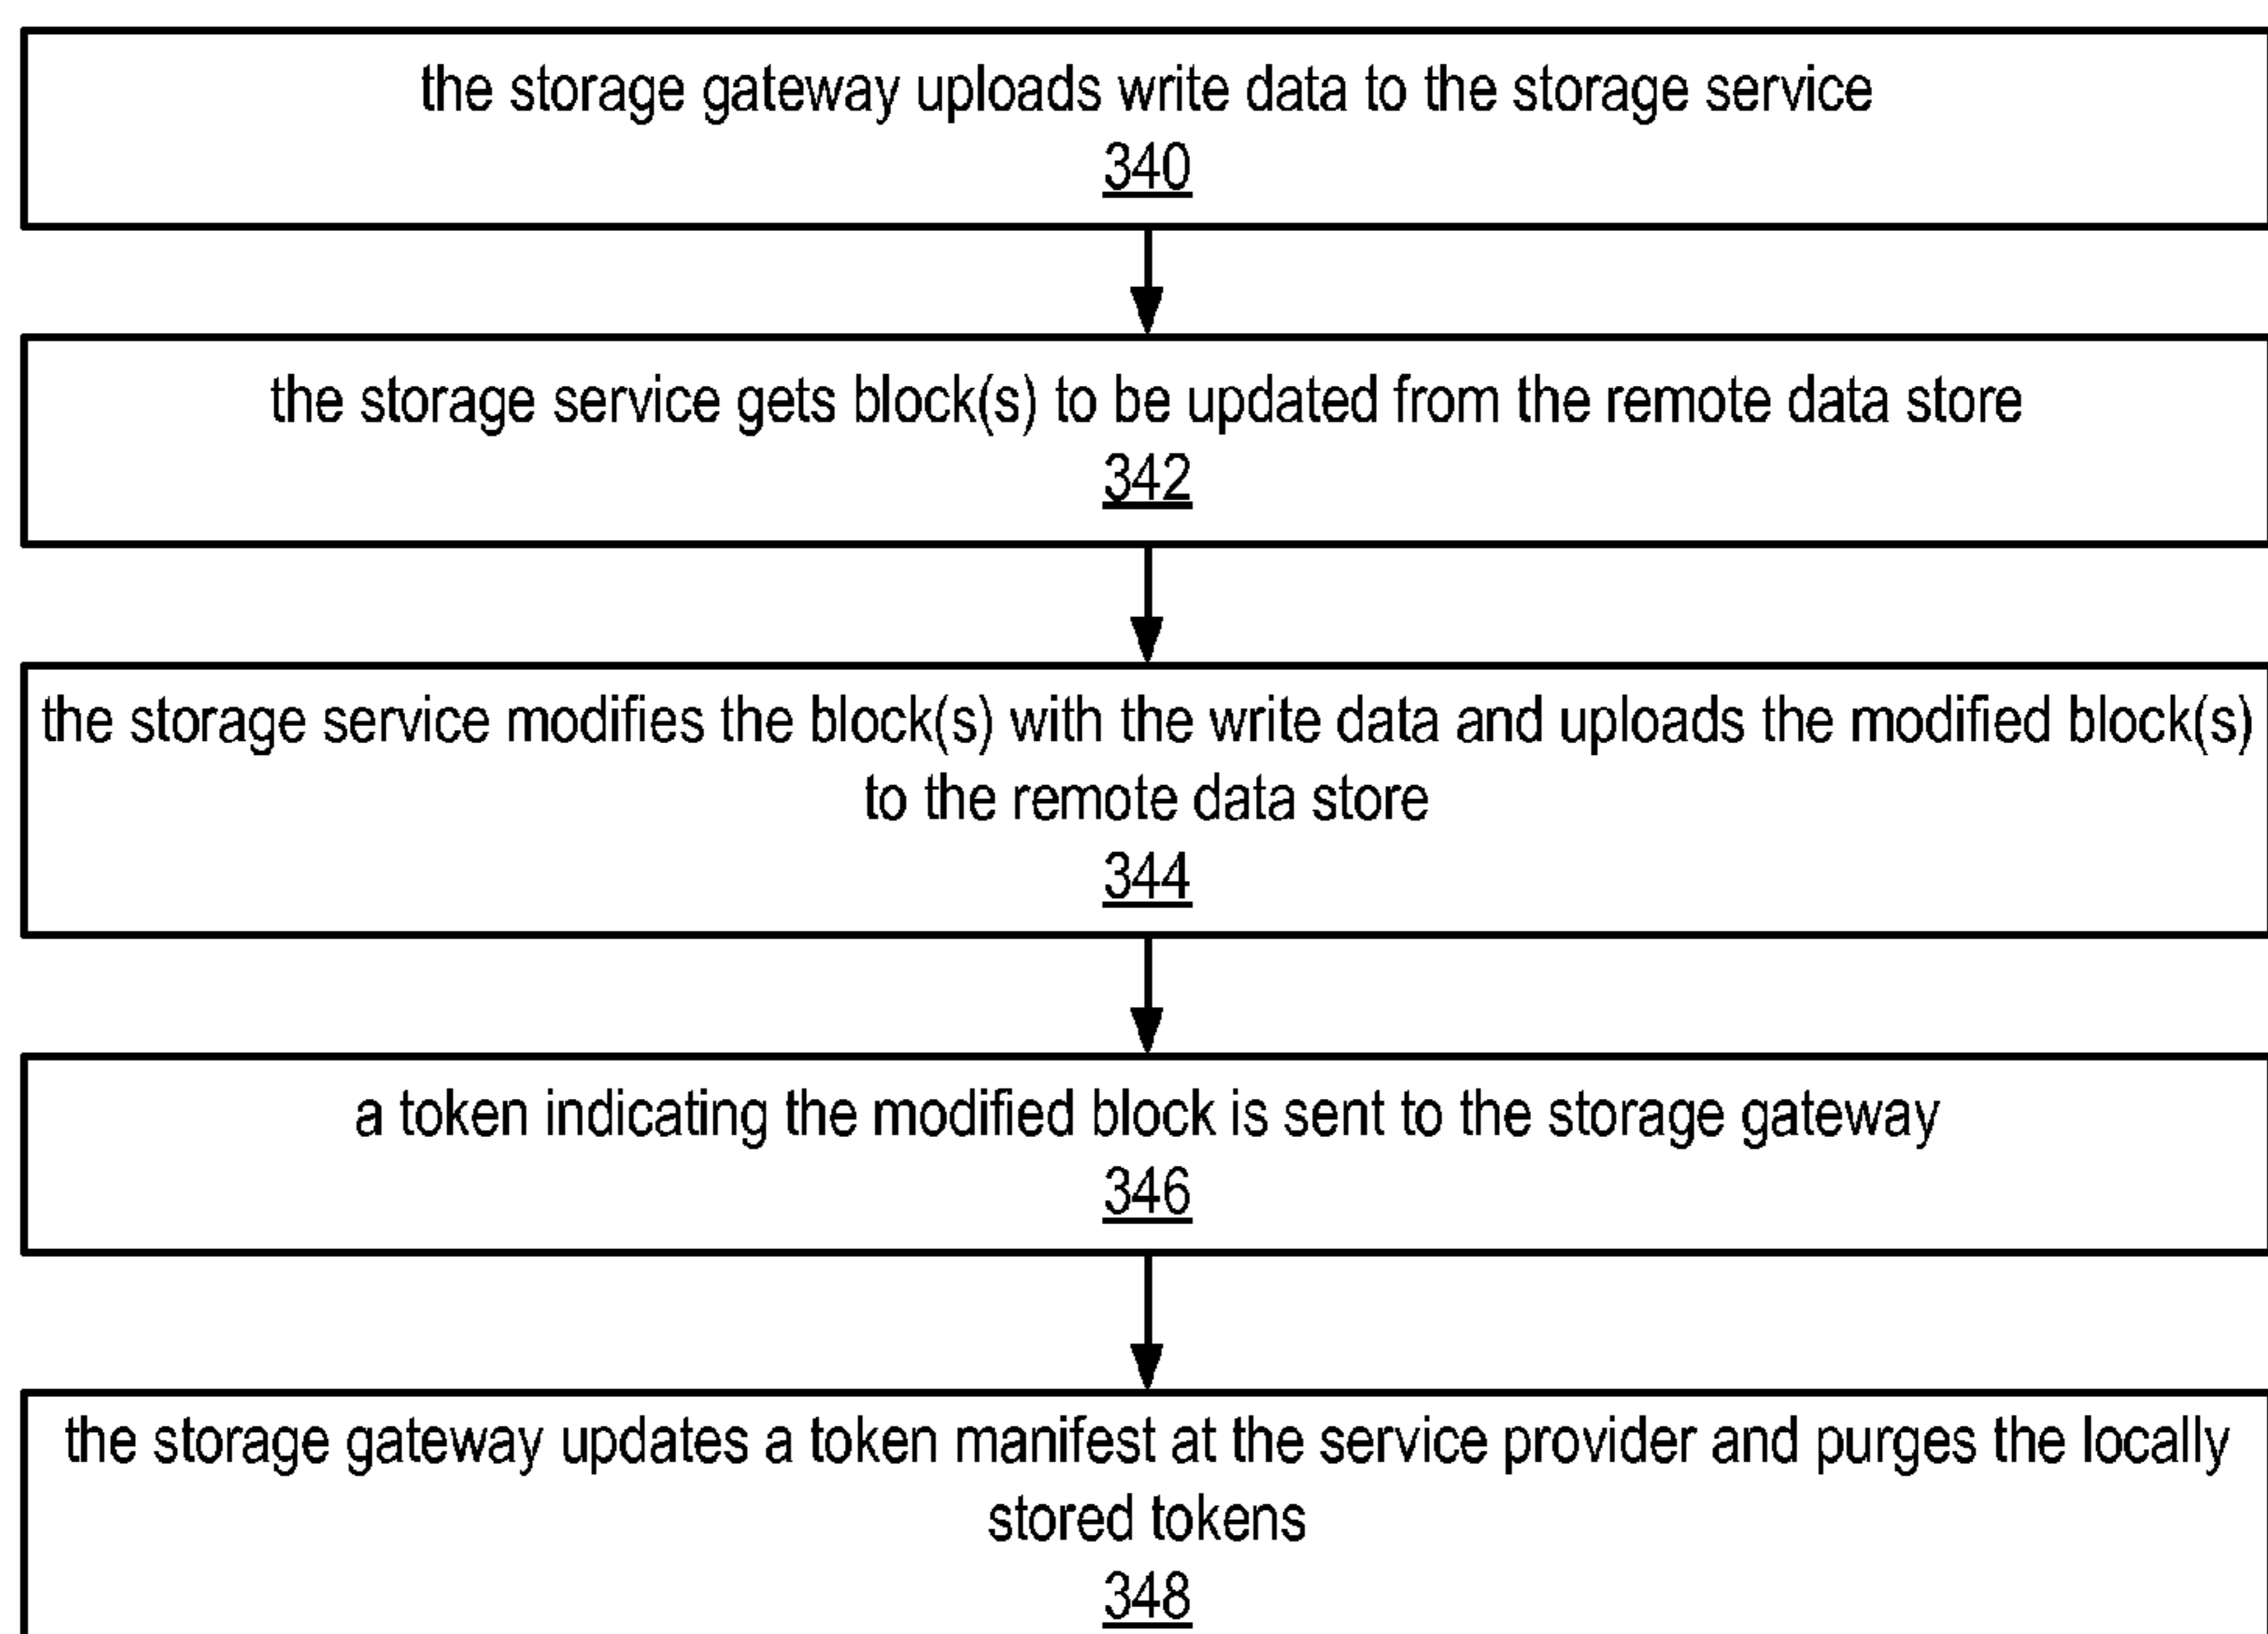 the storage gateway uploads write data to the storage service
340
the storage service gets block(s) to be updated from the remote data store
342
the storage service modifies the block(s) with the write data and uploads the modified block(s)
to the remote data store
344
a token indicating the modified block is sent to the storage gateway
346
the storage gateway updates a token manifest at the service provider and purges the locally
stored tokens
348